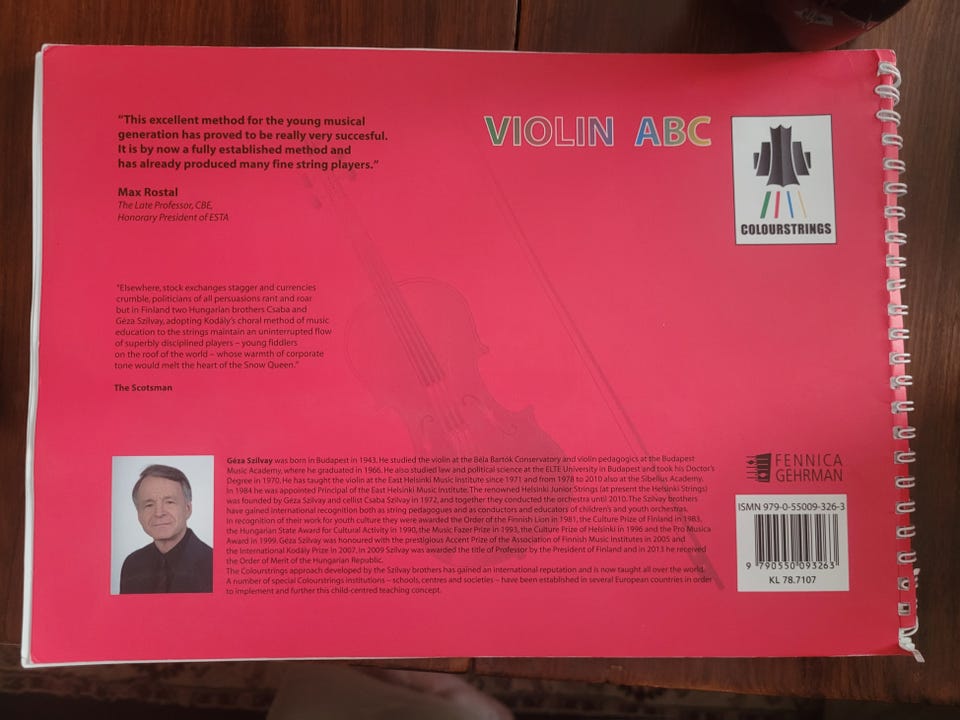 “This excellent method for the young musical
generation has proved to be really very succesful.
It is by now a fully established method and
has already produced many fine string players.”
Max Rostal
The Late Professor, CBE,
Honorary President of ESTA
VIOLIN ABC
COLOURSTRINGS
"Elsewhere, stock exchanges stagger and currencies
crumble, politicians of all persuasions rant and roar
but in Finland two Hungarian brothers Csaba and
Géza Szilvay, adopting Kodály's choral method of music
education to the strings maintain an uninterrupted flow
of superbly disciplined players – young fiddlers
on the roof of the world – whose warmth of corporate
tone would melt the heart of the Snow Queen."
The Scotsman
Géza Szilvay was born in Budapest in 1943. He studied the violin at the Béla Bartók Conservatory and violin pedagogics at the Budapest
Music Academy, where he graduated in 1966. He also studied law and political science at the ELTE University in Budapest and took his Doctor's
Degree in 1970. He has taught the violin at the East Helsinki Music Institute since 1971 and from 1978 to 2010 also at the Sibelius Academy.
In 1984 he was appointed Principal of the East Helsinki Music Institute. The renowned Helsinki Junior Strings (at present the Helsinki Strings)
was founded by Géza Szilvay and cellist Csaba Szilvay in 1972, and together they conducted the orchestra until 2010. The Szilvay brothers
have gained international recognition both as string pedagogues and as conductors and educators of children's and youth orchestras.
In recognition of their work for youth culture they were awarded the Order of the Finnish Lion in 1981, the Culture Prize of Finland in 1983,
the Hungarian State Award for Cultural Activity in 1990, the Music Fazer Prize in 1993, the Culture Prize of Helsinki in 1996 and the Pro Musica
Award in 1999. Géza Szilvay was honoured with the prestigious Accent Prize of the Association of Finnish Music Institutes in 2005 and
the International Kodály Prize in 2007. In 2009 Szilvay was awarded the title of Professor by the President of Finland and in 2013 he received
the Order of Merit of the Hungarian Republic.
The Colourstrings approach developed by the Szilvay brothers has gained an international reputation and is now taught all over the world.
A number of special Colourstrings institutions – schools, centres and societies – have been established in several European countries in order
to implement and further this child-centred teaching concept.
FENNICA
GEHRMAN
ISMN 979-0-55009-326-3
9 790550 093263
KL 78.7107